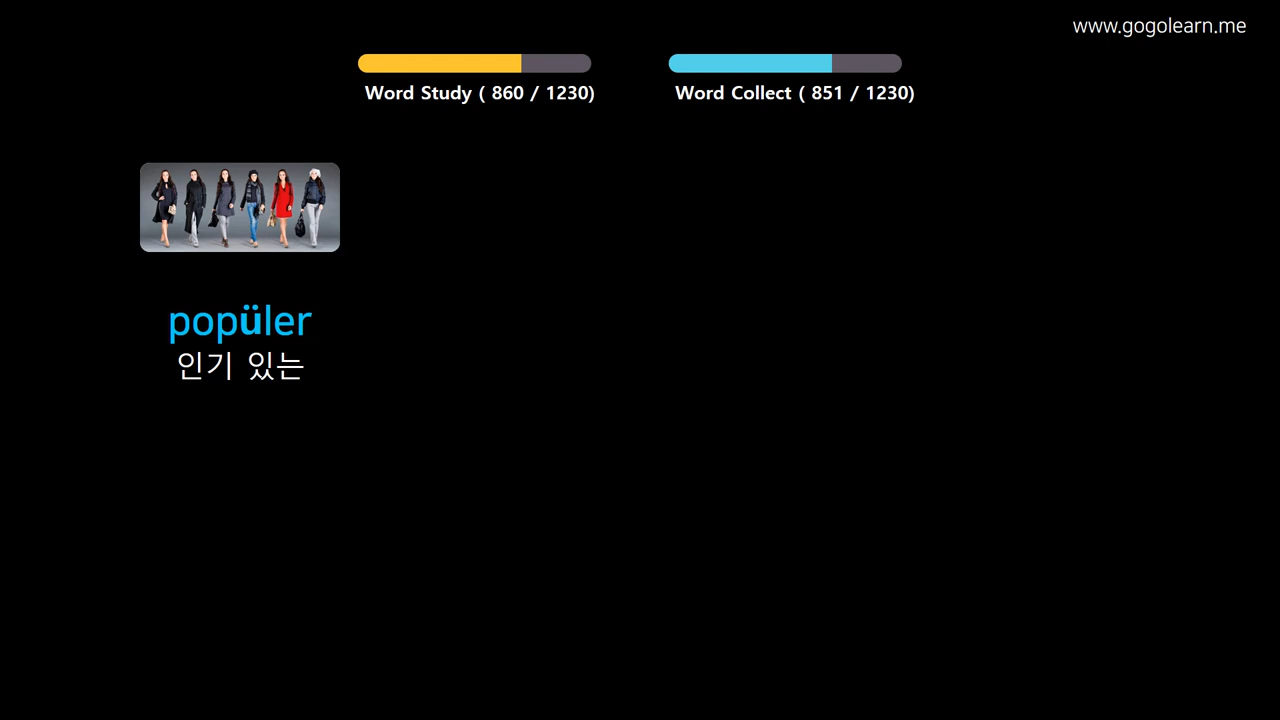 www.gogolearn.me
Word Study ( 860 / 1230)
Word Collect ( 851 / 1230)
popüler
인기 있는